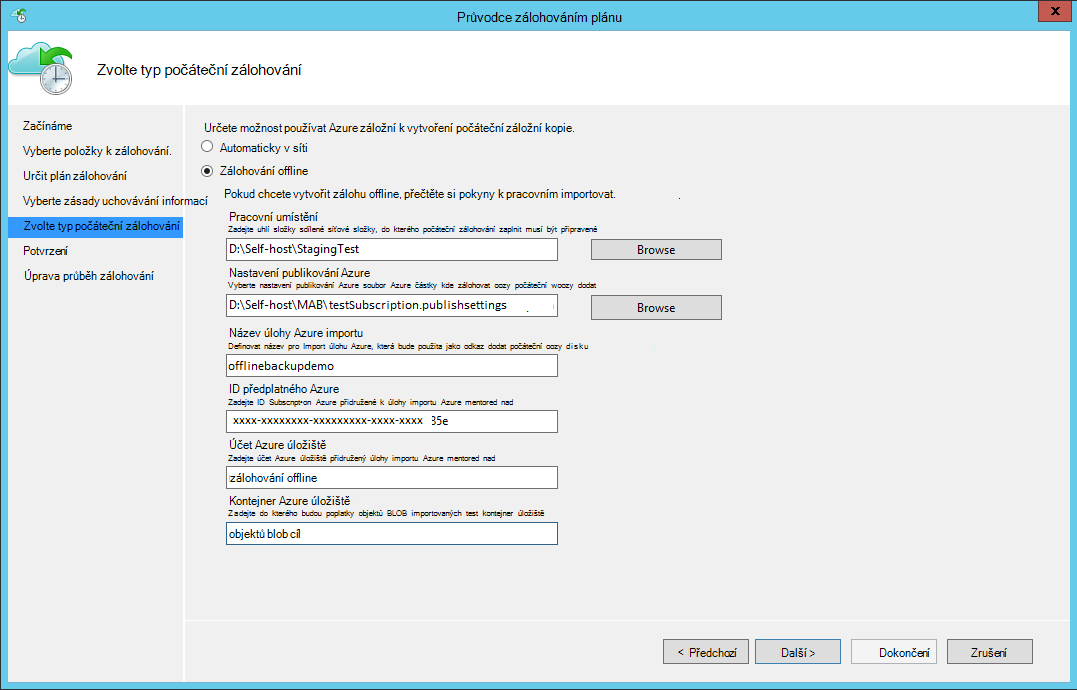 Průvodce zálohováním plánu
x
Zvolte typ počáteční zálohování
Začínáme
Vyberte položky k zálohování.
Určit plán zálohování
Vyberte zásady uchovávání informací
Zvolte typ počáteční zálohování
Potvrzení
Úprava průběh zálohování
Určete možnost používat Azure záložní k vytvoření počáteční záložní kopie.
Automaticky v síti
Zálohování offline
Pokud chcete vytvořit zálohu offline, přečtěte si pokyny k pracovním importovat.
Pracovní umístění
Zadejte uhlí složky sdílené síťové složky, do kterého počáteční zálohování zaplnit musí být připravené
D:\Self-host\StagingTest
Browse
Nastavení publikování Azure
Vyberte nastavení publikování Azure soubor Azure částky kde zálohovat oozy počáteční woozy dodat
D:\Self-host\MAB\testSubscription.publishsettings
Browse
Název úlohy Azure importu
Definovat název pro Import úlohu Azure, která bude použita jako odkaz dodat počáteční oozy disku
offlinebackupdemo
ID předplatného Azure
Zadejte ID Subscnpt•on Azure přidružené k úlohy importu Azure mentored nad
xxxx-xxxxxxxx-xxxxxxxxx-xxxx-xxxx 35e
Účet Azure úložiště
Zadejte účet Azure úložiště přidružený úlohy importu Azure mentored nad
zálohování offline
Kontejner Azure úložiště
Zadejte do kterého budou poplatky objektů BLOB importovaných test kontejner úložiště
objektů blob cíl
< Předchozí
Další >
Dokončení
Zrušení